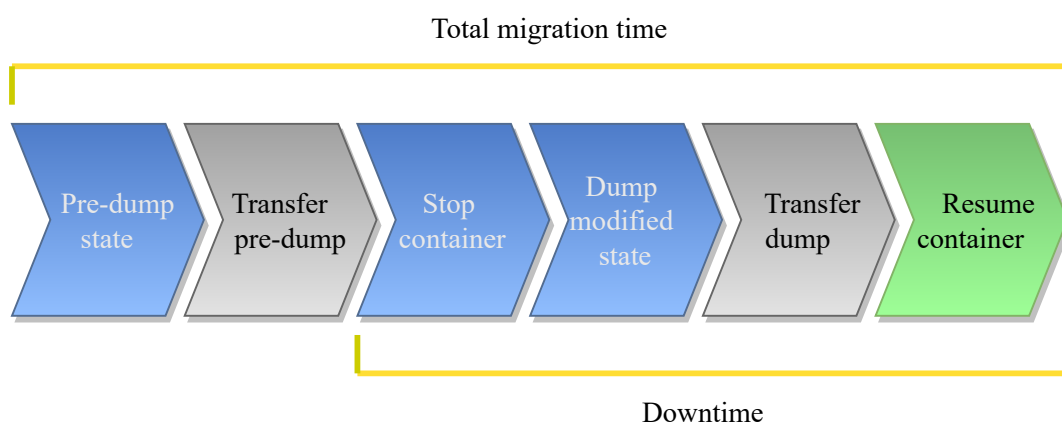 Total migration time
Pre-dump
state
Transfer
pre-dump
Stop
container
Dump
modified
state
Transfer
dump
Resume
container
Downtime